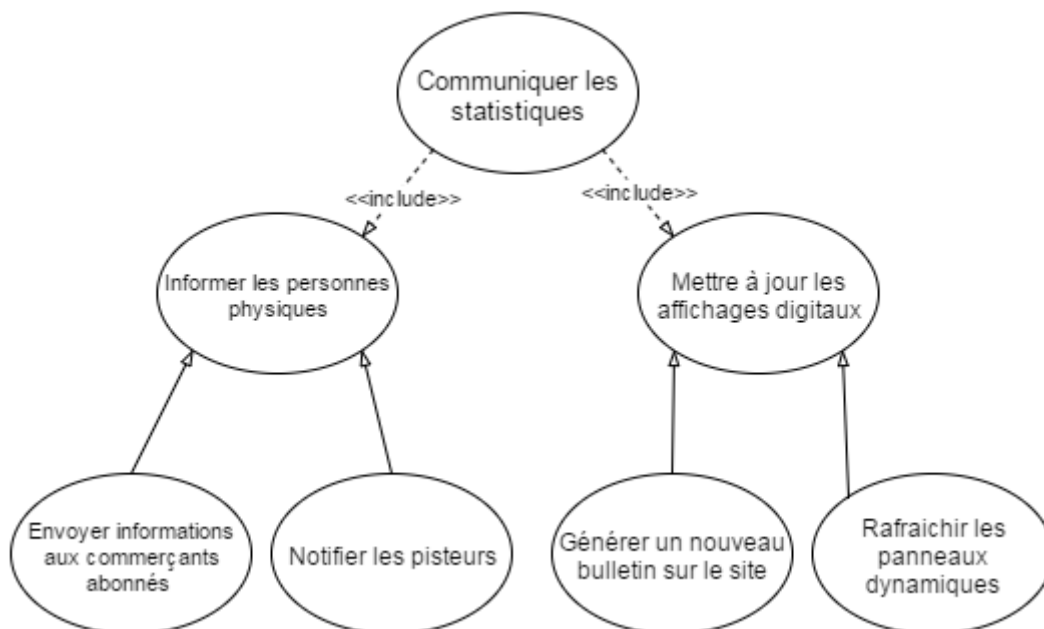 Communiquer les
statistiques
<<include>>
<<include>>
Informer les personnes
physiques
Mettre à jour les
affichages digitaux
Envoyer informations
aux commerçants
abonnés
Notifier les pisteurs
Générer un nouveau
bulletin sur le site
Rafraichir les
panneaux
dynamiques